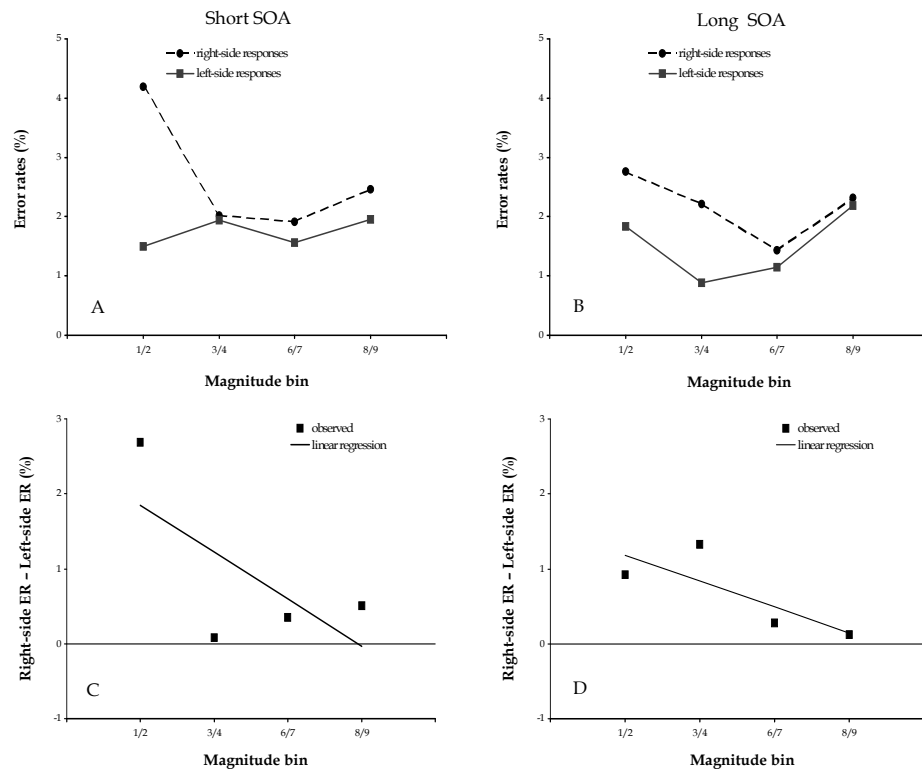 Short SOA
Long SOA
5
4
3
2
1
0
Error rates (%)
right-side responses
left-side responses
A
1/2
3/4
6/7
8/9
Magnitude bin
5
4
3
2
1
0
Error rates (%)
right-side responses
left-side responses
B
1/2
3/4
6/7
8/9
Magnitude bin
3
2
1
0
-1
Right-side ER – Left-side ER (%)
observed
linear regression
C
1/2
3/4
6/7
8/9
Magnitude bin
3
2
1
0
-1
Right-side ER – Left-side ER (%)
observed
linear regression
D
1/2
3/4
6/7
8/9
Magnitude bin